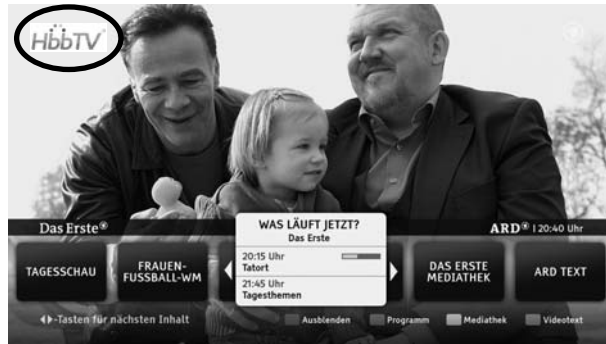 HbbTV
Das Erste®
ARD® | 20:40 Uhr
WAS LÄUFT JETZT?
Das Erste
20:15 Uhr
Tatort
21:45 Uhr
Tagesthemen
TAGESSCHAU
FRAUEN-
FUSSBALL-WM
DAS ERSTE
MEDIATHEK
ARD TEXT
◄►-Tasten für nächsten Inhalt
Ausblenden
Programm
Mediathek
Videotext